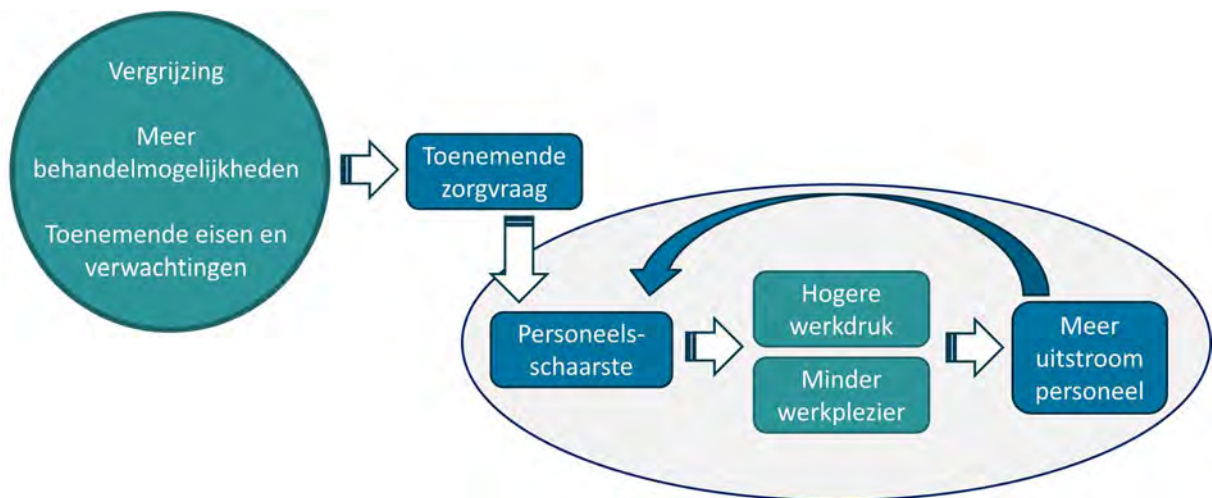 Vergrijzing
Meer
behandelmogelijkheden
Toenemende eisen en
verwachtingen
Toenemende
zorgvraag
Personeels-
schaarste
Hogere
werkdruk
Minder
werkplezier
Meer
uitstroom
personeel